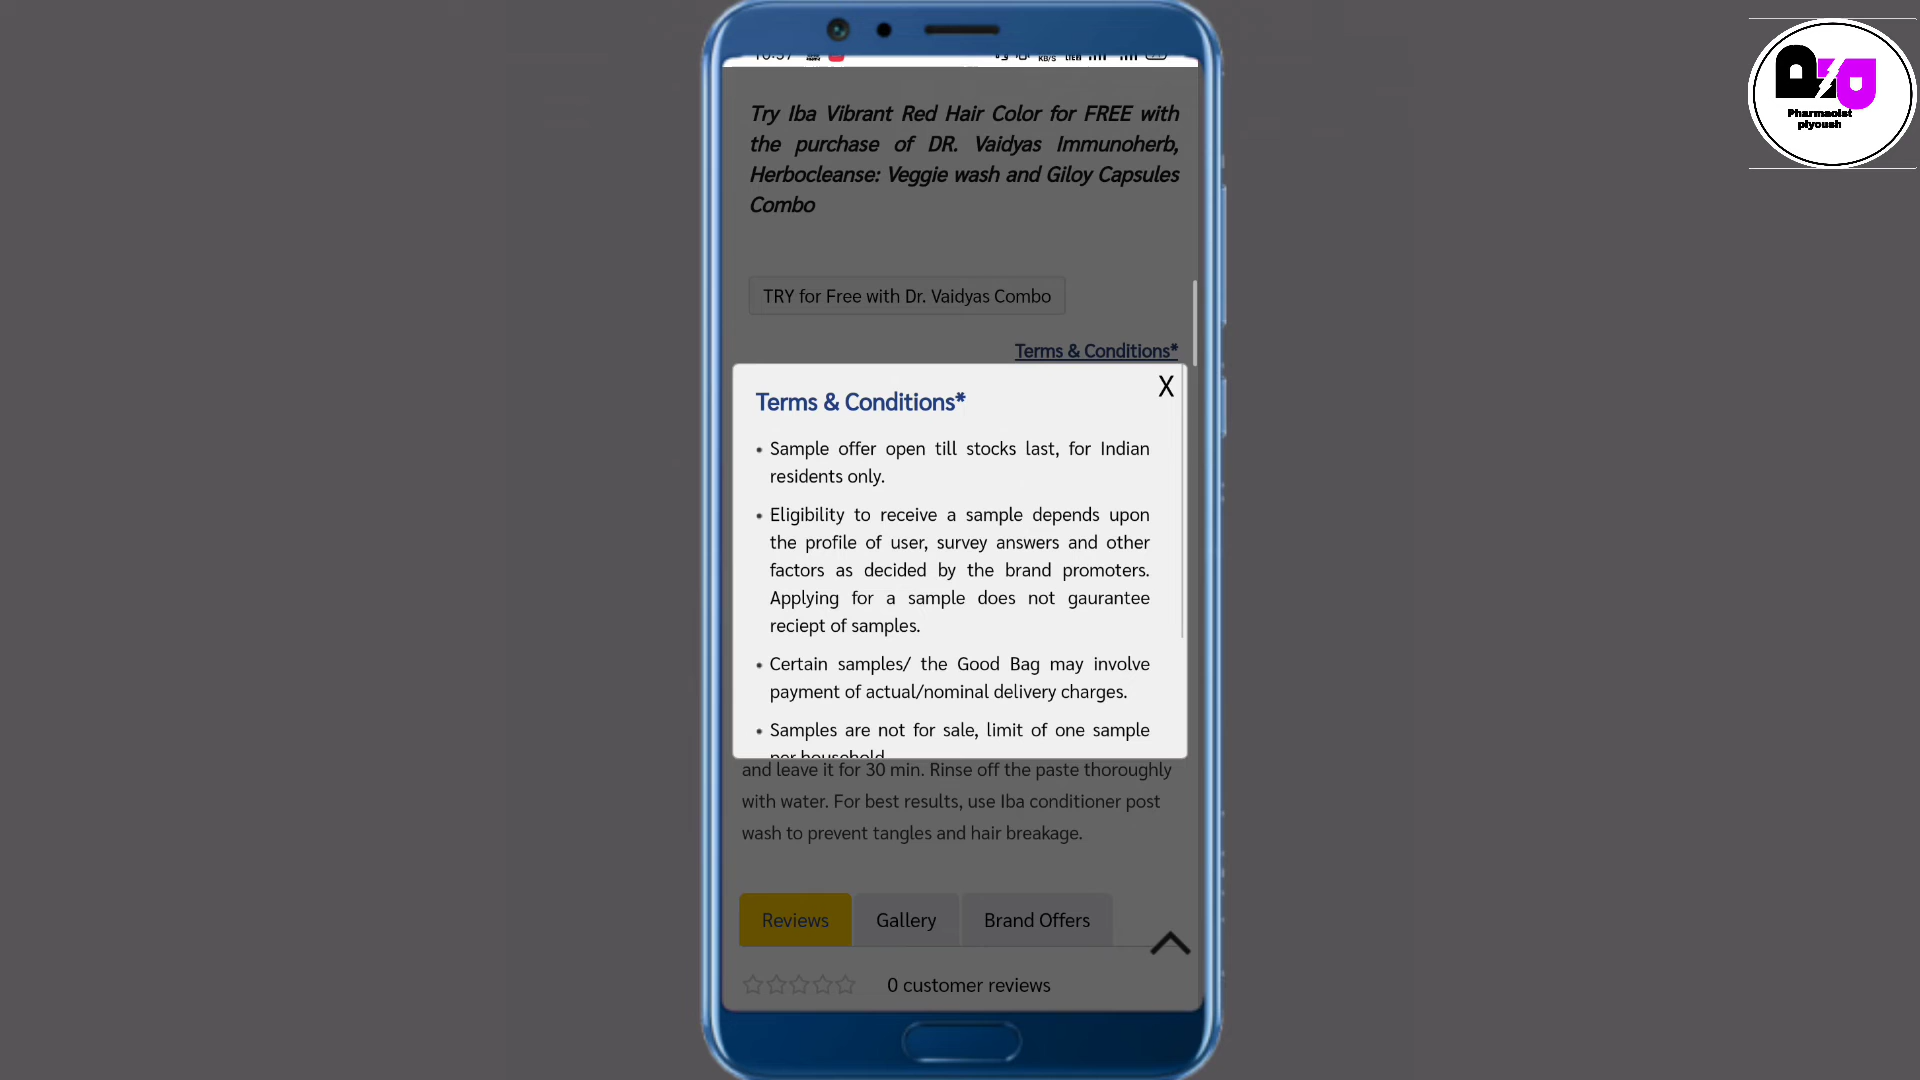 Try Iba Vibrant Red Hair Color for FREE with
the purchase of DR. Vaidyas Immunoherb,
Herbocleanse: Veggie wash and Giloy Capsules
Combo
TRY for Free with Dr. Vaidyas Combo
Terms & Conditions*
X
Terms & Conditions*
• Sample offer open till stocks last, for Indian
residents only.
• Eligibility to receive a sample depends upon
the profile of user, survey answers and other
factors as decided by the brand promoters.
Applying for a sample does not gaurantee
reciept of samples.
• Certain samples/ the Good Bag may involve
payment of actual/nominal delivery charges.
• Samples are not for sale, limit of one sample
per household
and leave it for 30 min. Rinse off the paste thoroughly
with water. For best results, use Iba conditioner post
wash to prevent tangles and hair breakage.
Reviews Gallery Brand Offers
0 customer reviews
Pharmacist
piyoush